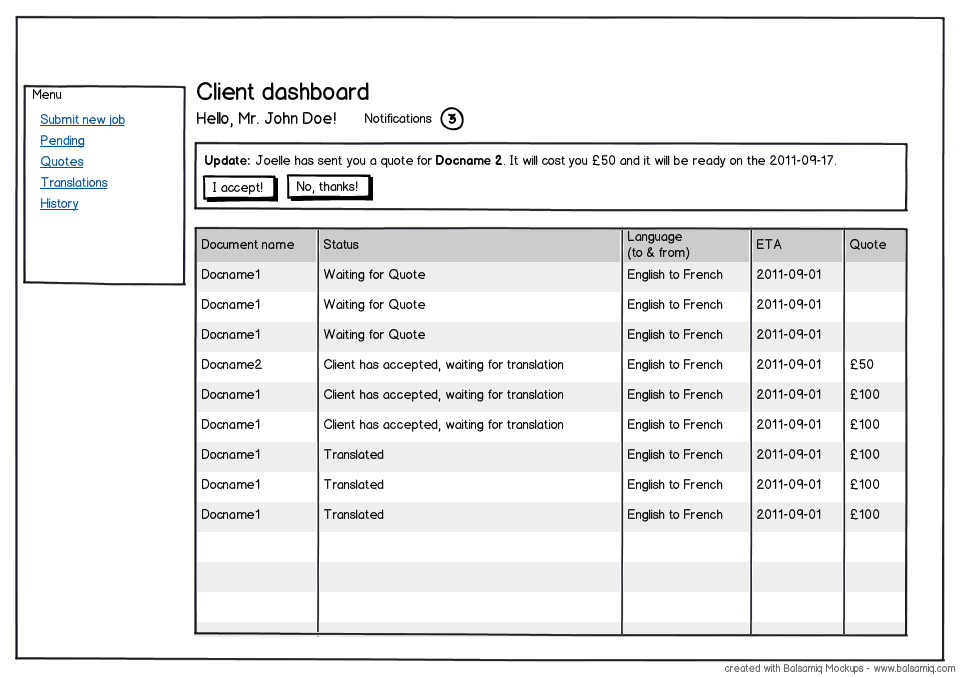 Client dashboard
Menu
Hello, Mr. John Doe! Notifications 3
Submit new job
Pending
Quotes
Translations
History
Update: Joelle has sent you a quote for Docname 2. It will cost you £50 and it will be ready on the 2011-09-17.
I accept! No, thanks!
Document name Status Language (to & from) ETA Quote
Docname1 Waiting for Quote English to French 2011-09-01
Docname1 Waiting for Quote English to French 2011-09-01
Docname1 Waiting for Quote English to French 2011-09-01
Docname2 Client has accepted, waiting for translation English to French 2011-09-01 £50
Docname1 Client has accepted, waiting for translation English to French 2011-09-01 £100
Docname1 Client has accepted, waiting for translation English to French 2011-09-01 £100
Docname1 Translated English to French 2011-09-01 £100
Docname1 Translated English to French 2011-09-01 £100
Docname1 Translated English to French 2011-09-01 £100
created with Balsamiq Mockups - www.balsamiq.com